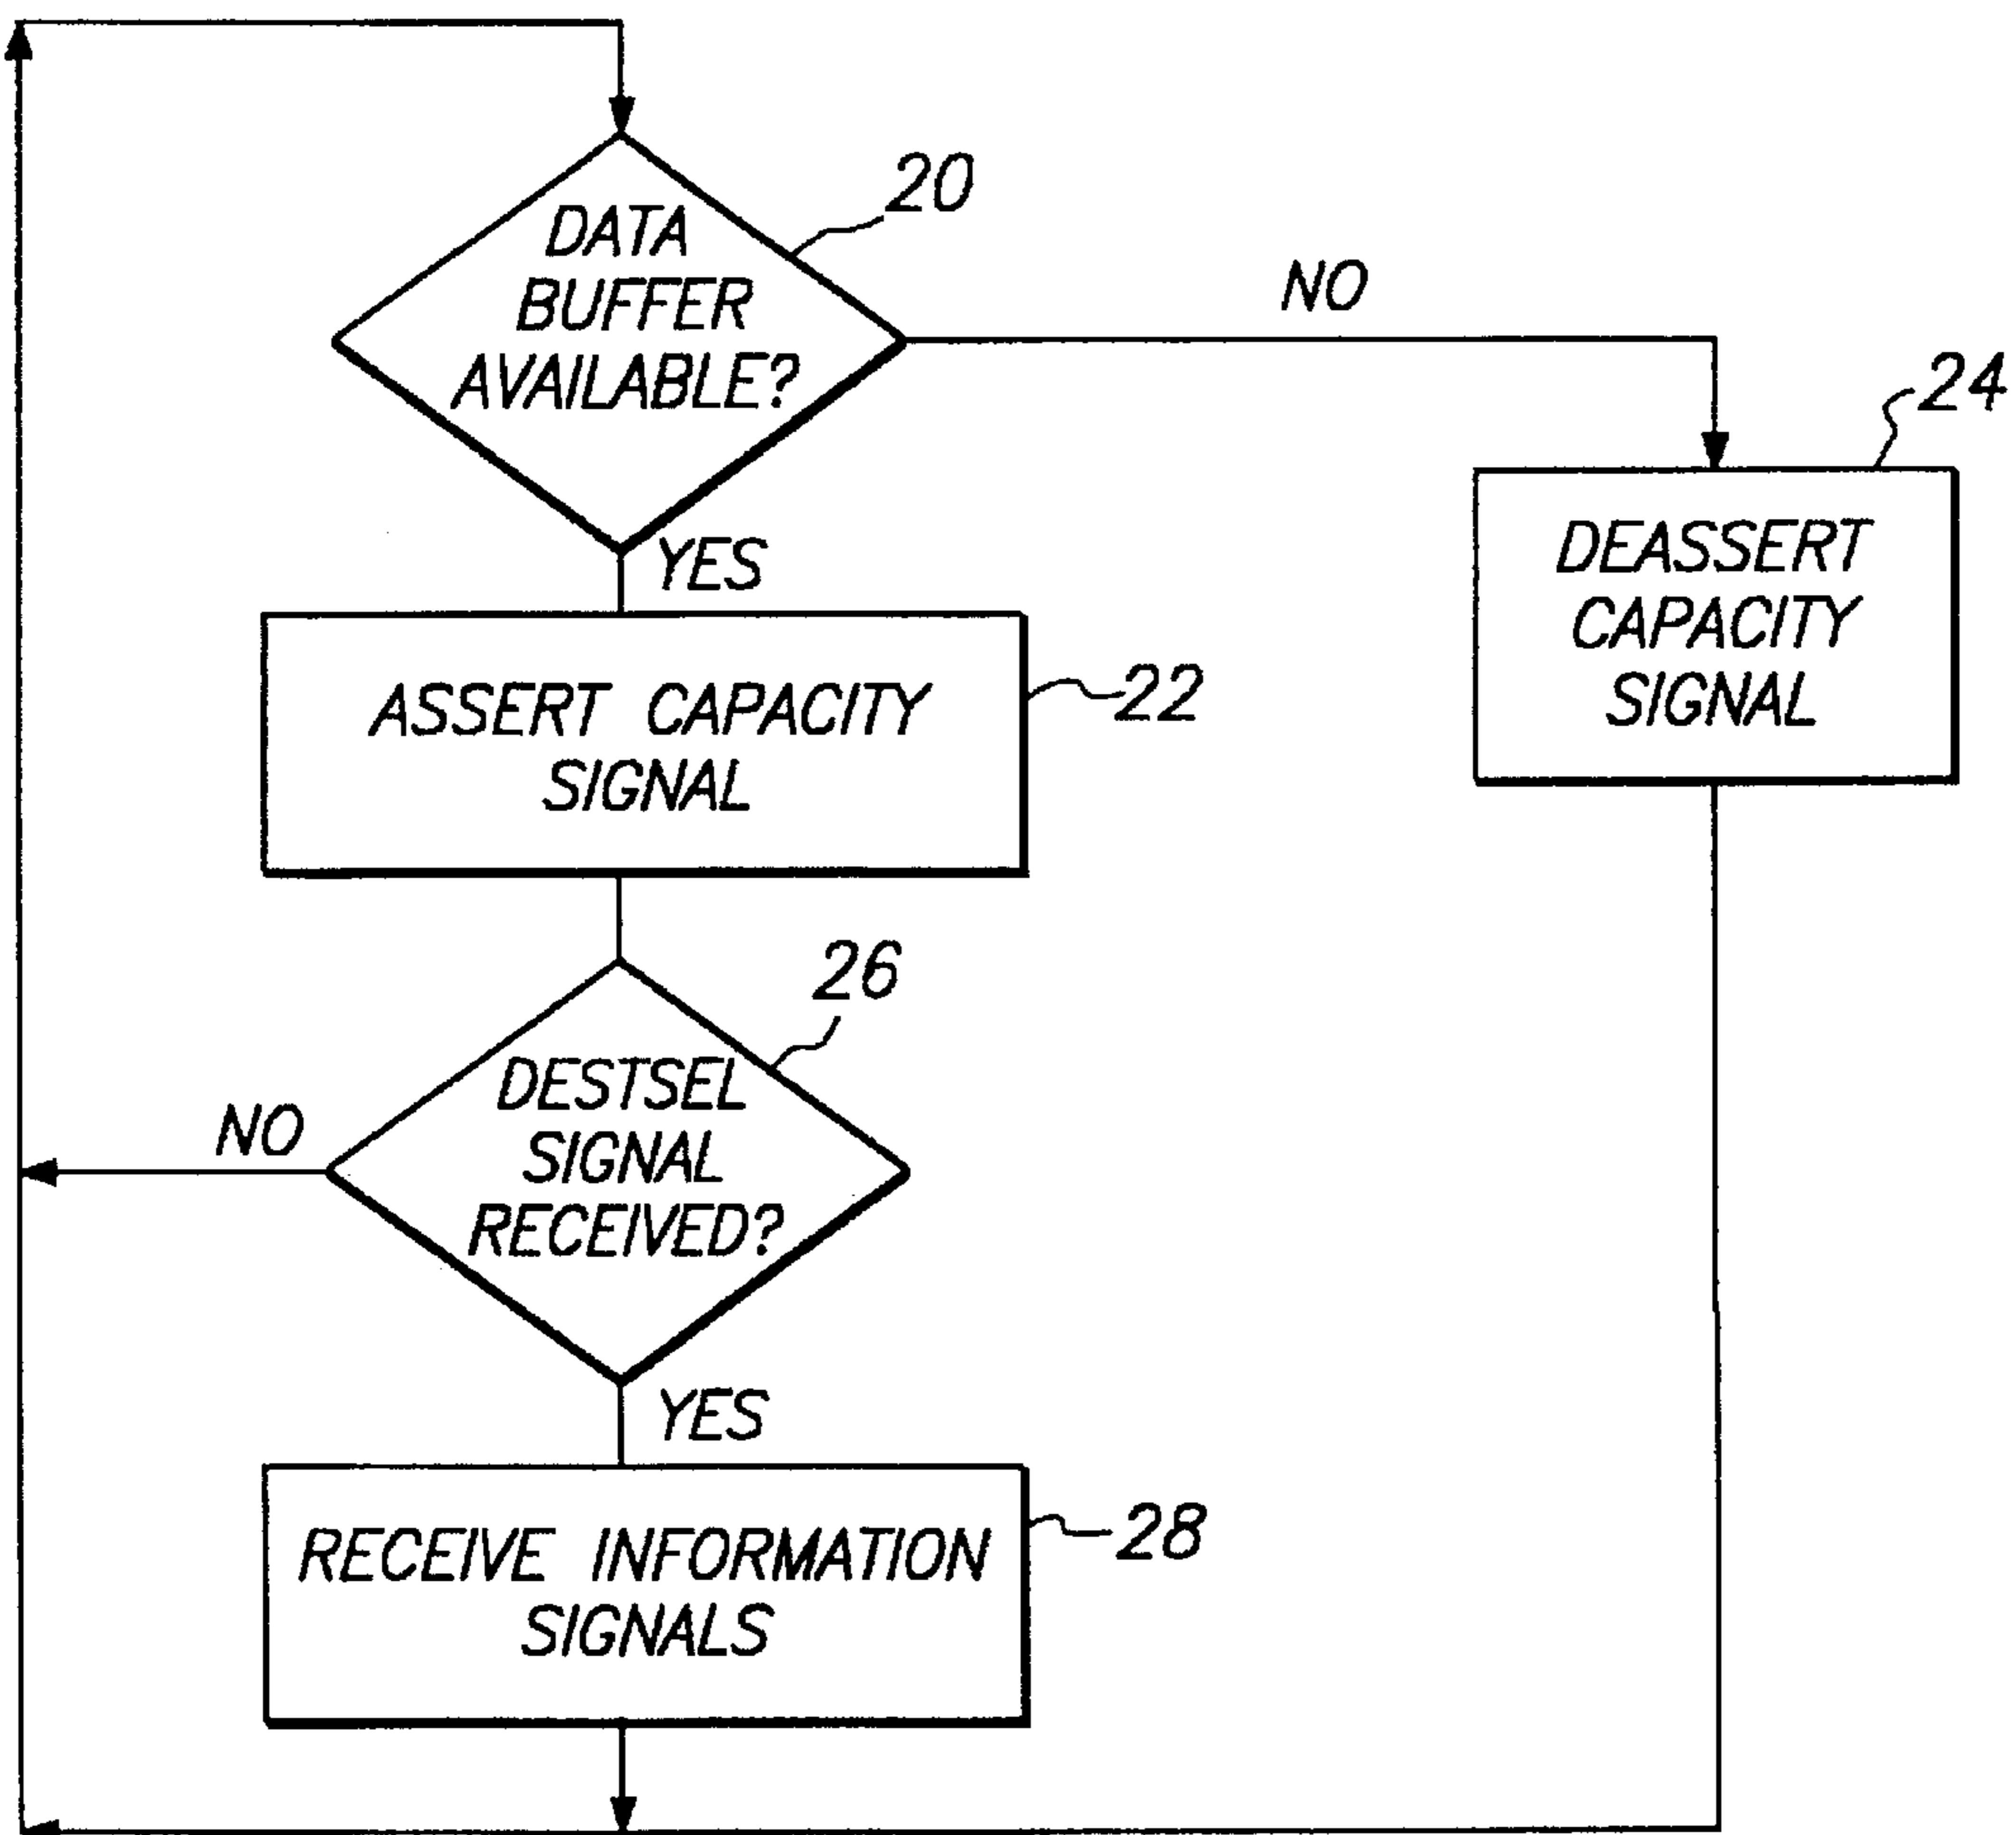 DATA
BUFFER
AVAILABLE?
20
NO
24
DEASSERT
CAPACITY
SIGNAL
YES
ASSERT CAPACITY
SIGNAL
22
26
DESTSEL
SIGNAL
RECEIVED?
NO
YES
RECEIVE INFORMATION
SIGNALS
28